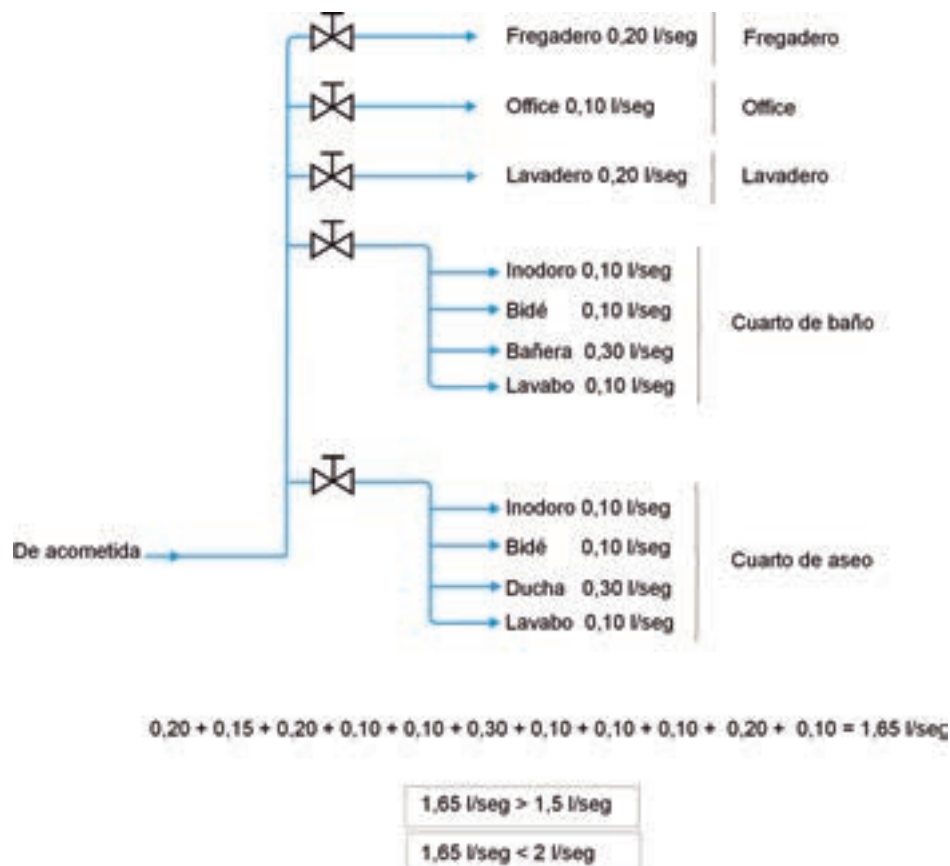 Fregadero 0,20 l/seg Fregadero
Office 0,10 l/seg Office
Lavadero 0,20 l/seg Lavadero
Inodoro 0,10 l/seg
Bidé 0,10 l/seg
Cuarto de baño
Bañera 0,30 l/seg
Lavabo 0,10 l/seg
Inodoro 0,10 l/seg
De acometida
Bidé 0,10 l/seg
Cuarto de aseo
Ducha 0,30 l/seg
Lavabo 0,10 l/seg
0,20 + 0,15 + 0,20 + 0,10 + 0,10 + 0,30 + 0,10 + 0,10 + 0,10 + 0,20 + 0,10 = 1,65 l/seg
1,65 l/seg > 1,5 l/seg
1,65 l/seg < 2 l/seg